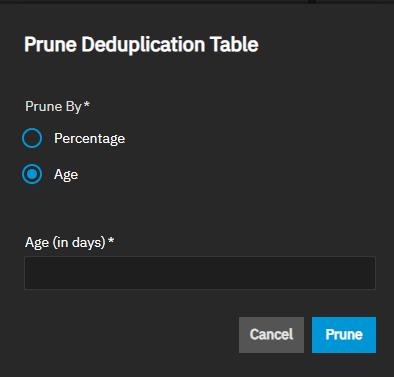 Prune Deduplication Table
Prune By*
Percentage
Age
Age (in days)*
Cancel Prune